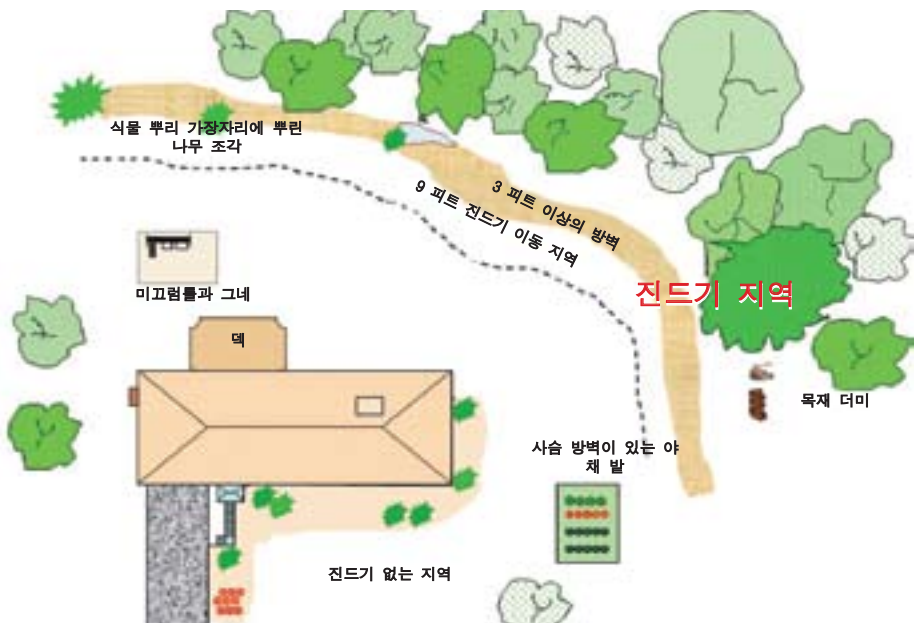 식물 뿌리 가장자리에 뿌린
나무 조각
3 피트 이상의 방벽
9 피트 진드기 이동 지역
미끄럼틀과 그네
진드기 지역
덱
목재 더미
사슴 방벽이 있는 야
채 밭
진드기 없는 지역